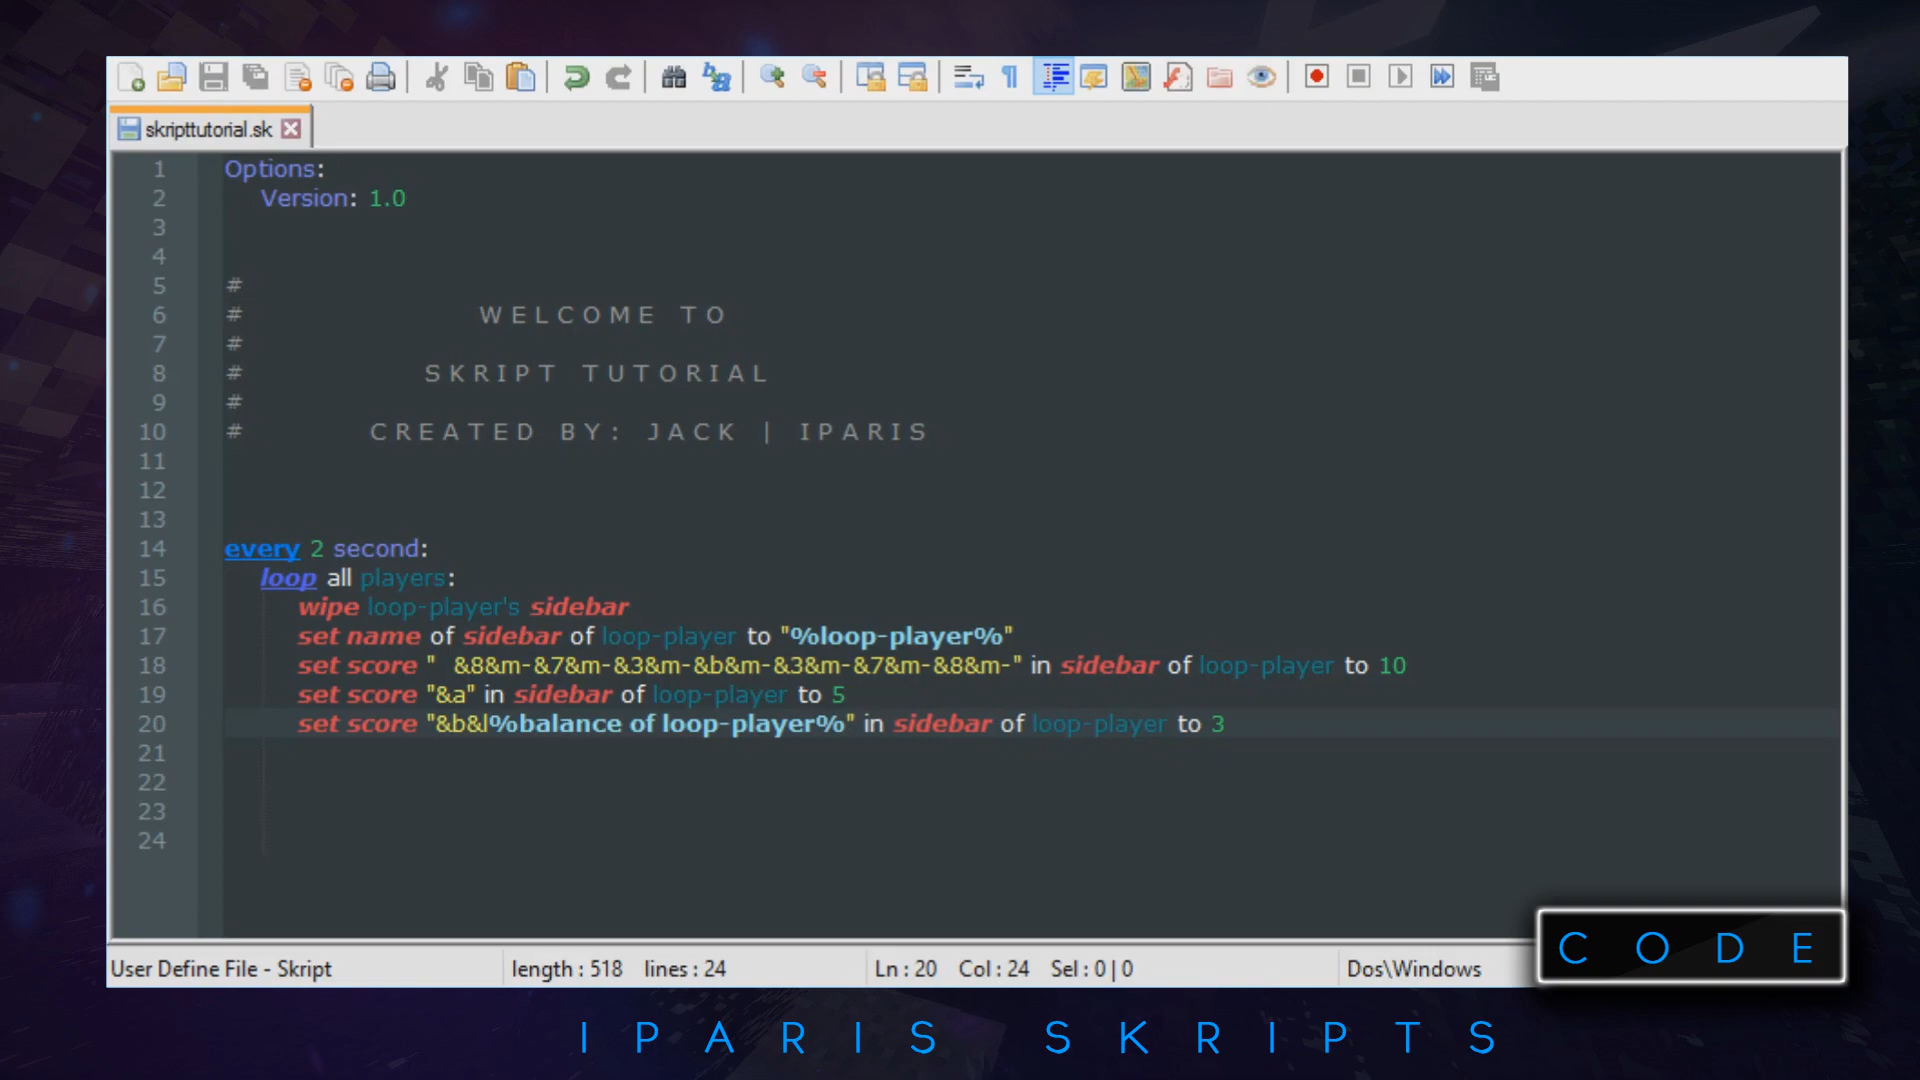 skripttutorial.sk
1 Options:
2 Version: 1.0
3
4
5 #
6 # WELCOME TO
7 #
8 # SKRIPT TUTORIAL
9 #
10 # CREATED BY: JACK | IPARIS
11
12
13
14 every 2 second:
15 loop all players:
16 wipe loop-player's sidebar
17 set name of sidebar of loop-player to "%loop-player%"
18 set score "  &8&m-&7&m-&3&m-&b&m-&3&m-&7&m-&8&m-" in sidebar of loop-player to 10
19 set score "&a" in sidebar of loop-player to 5
20 set score "&b&l%balance of loop-player%" in sidebar of loop-player to 3
21
22
23
24
CODE
User Define File - Skript length : 518 lines : 24 Ln : 20 Col : 24 Sel : 0 | 0 Dos\Windows
IPARIS SKRIPTS